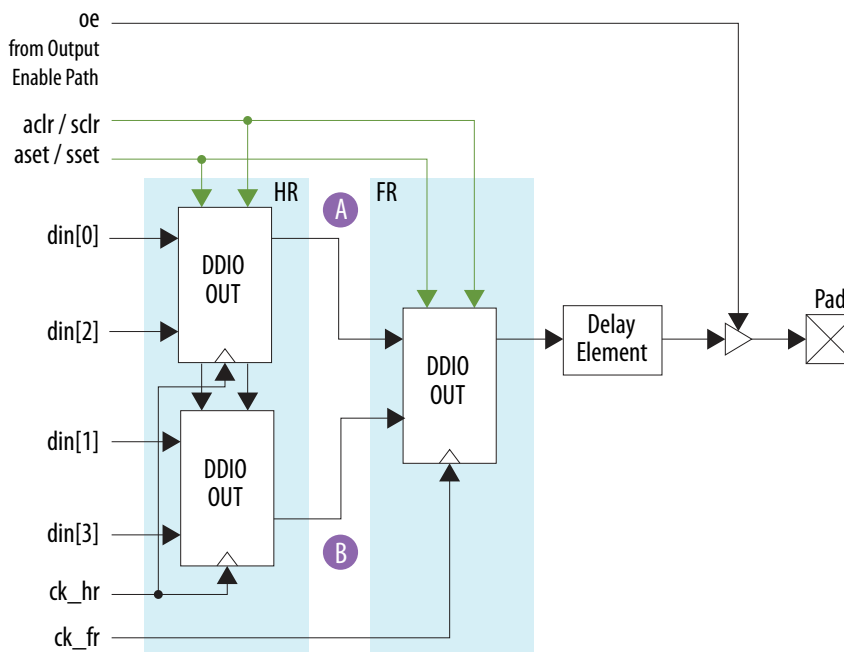 oe
from Output
Enable Path
aclr / sclr
aset / sset
HR
A
FR
din[0]
DDIO
OUT
din[2]
Pad
Delay
Element
DDIO
OUT
din[1]
DDIO
OUT
din[3]
B
ck_hr
ck_fr